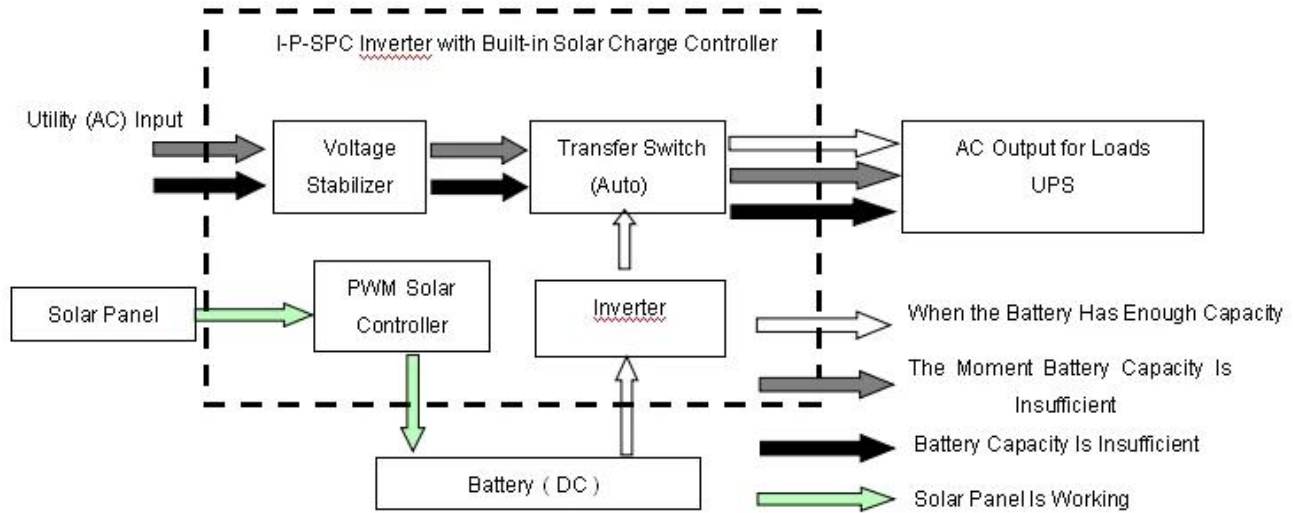 I-P-SPC Inverter with Built-in Solar Charge Controller
Utility (AC) Input
Voltage
Stabilizer
Transfer Switch
(Auto)
AC Output for Loads
UPS
Solar Panel
PWM Solar
Controller
Inverter
Battery ( DC )
When the Battery Has Enough Capacity
The Moment Battery Capacity Is
Insufficient
Battery Capacity Is Insufficient
Solar Panel Is Working